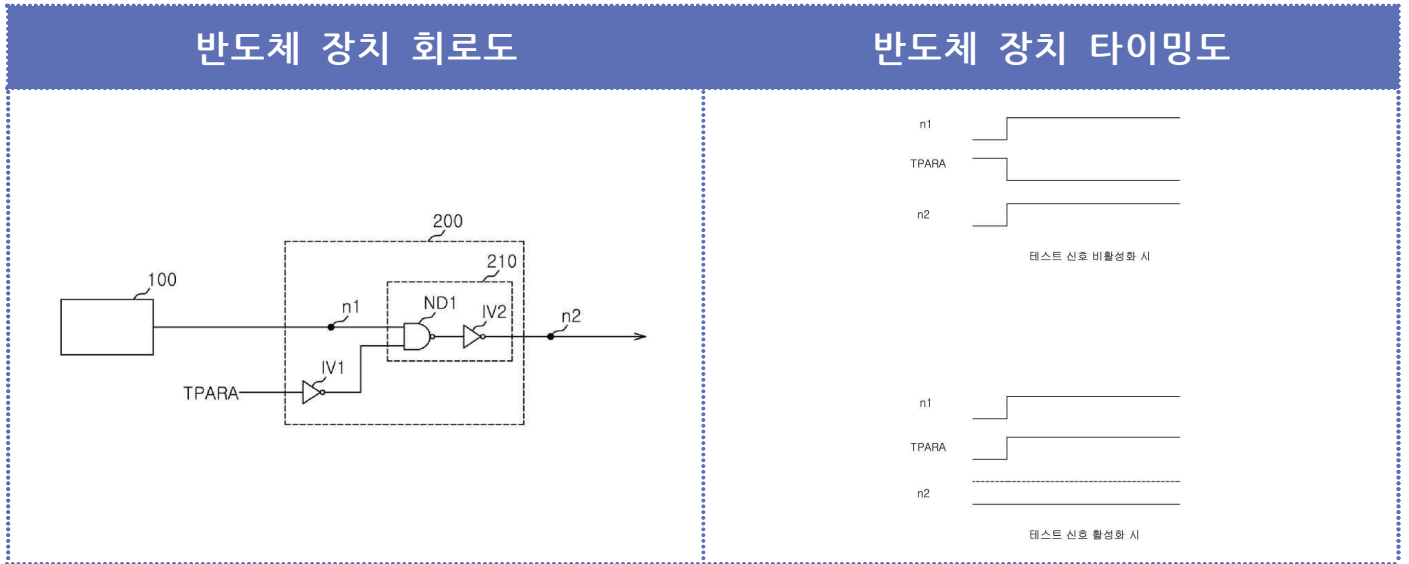 반도체 장치 회로도
반도체 장치 타이밍도
200
210
100
n1
ND1
IV2
n2
IV1
TPARA
n1
TPARA
n2
테스트 신호 비활성화 시
n1
TPARA
n2
테스트 신호 활성화 시